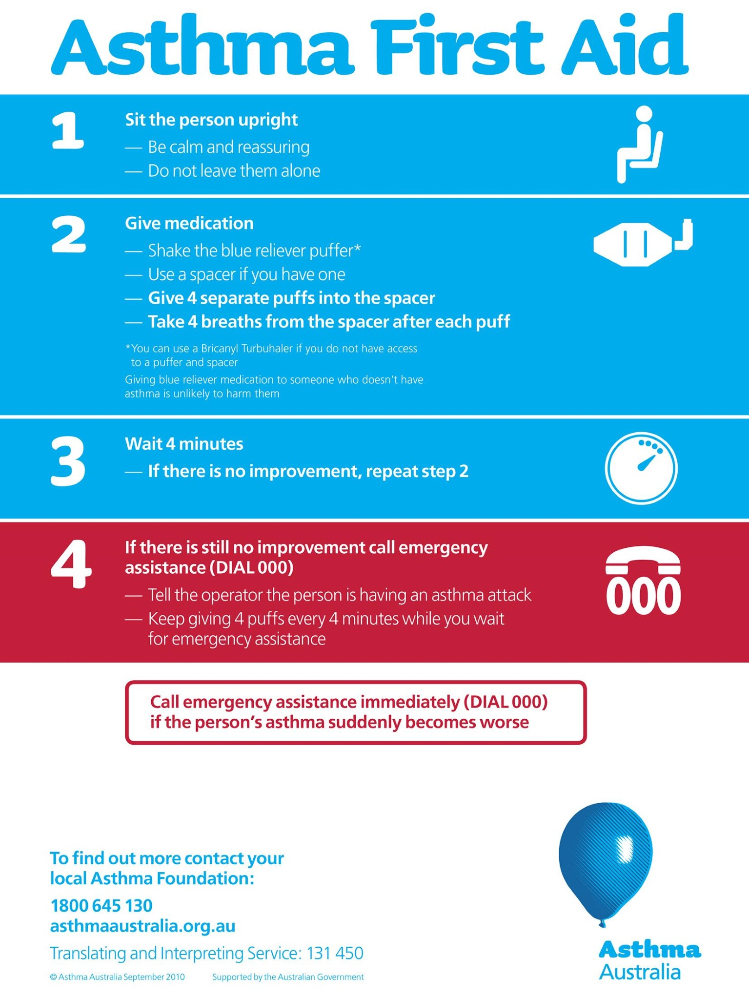 Asthma First Aid
1
Sit the person upright
— Be calm and reassuring
— Do not leave them alone
2
Give medication
— Shake the blue reliever puffer*
— Use a spacer if you have one
— Give 4 separate puffs into the spacer
— Take 4 breaths from the spacer after each puff
*You can use a Bricanyl Turbuhaler if you do not have access
to a puffer and spacer
Giving blue reliever medication to someone who doesn't have
asthma is unlikely to harm them
3
Wait 4 minutes
— If there is no improvement, repeat step 2
4
If there is still no improvement call emergency
assistance (DIAL 000)
— Tell the operator the person is having an asthma attack
— Keep giving 4 puffs every 4 minutes while you wait
for emergency assistance
000
Call emergency assistance immediately (DIAL 000)
if the person's asthma suddenly becomes worse
To find out more contact your
local Asthma Foundation:
1800 645 130
asthmaaustralia.org.au
Translating and Interpreting Service: 131 450
© Asthma Australia September 2010 Supported by the Australian Government
Asthma
Australia